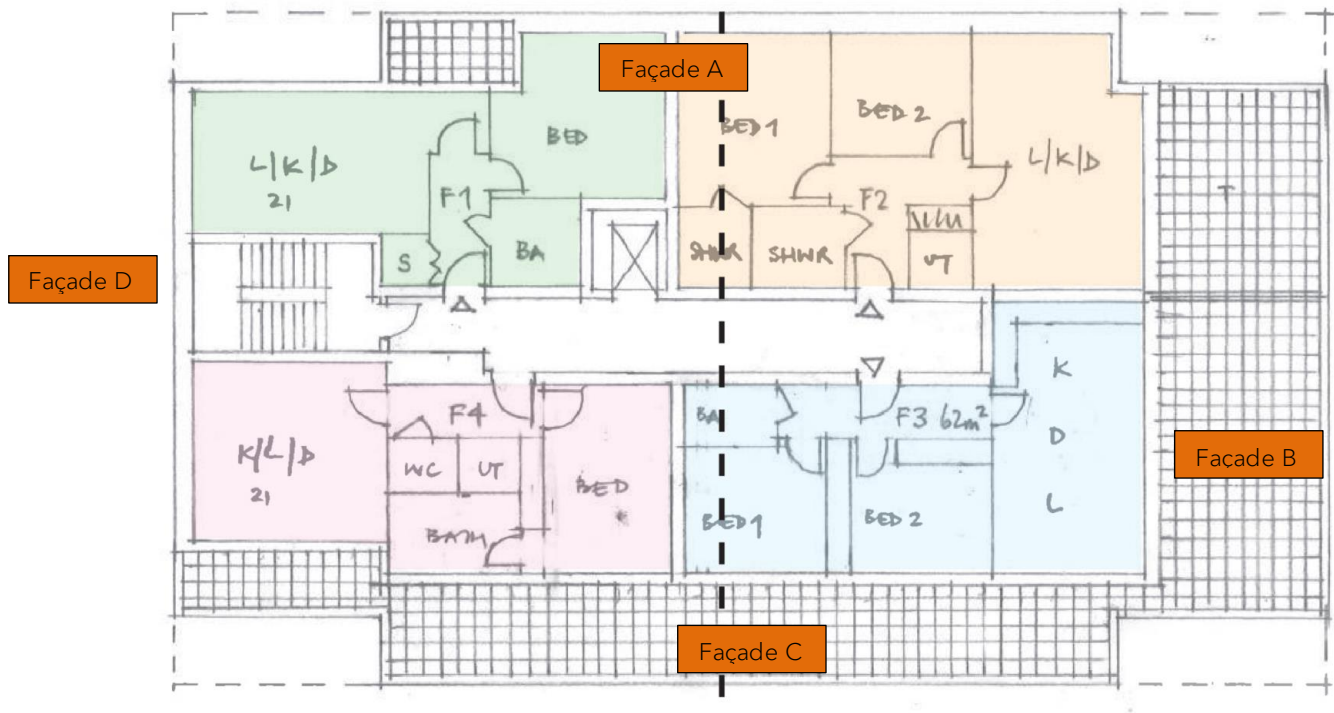 Façade A
BED 1
BED 2
BED
L/K/D
21
L/K/D
F1
F2
T
S
BA
SHWR
SHWR
UT
Façade D
K
F4
BA
F3 62m²
D
Façade B
K/L/D
21
WC
UT
BED
L
BED 1
BED 2
BATH
Façade C